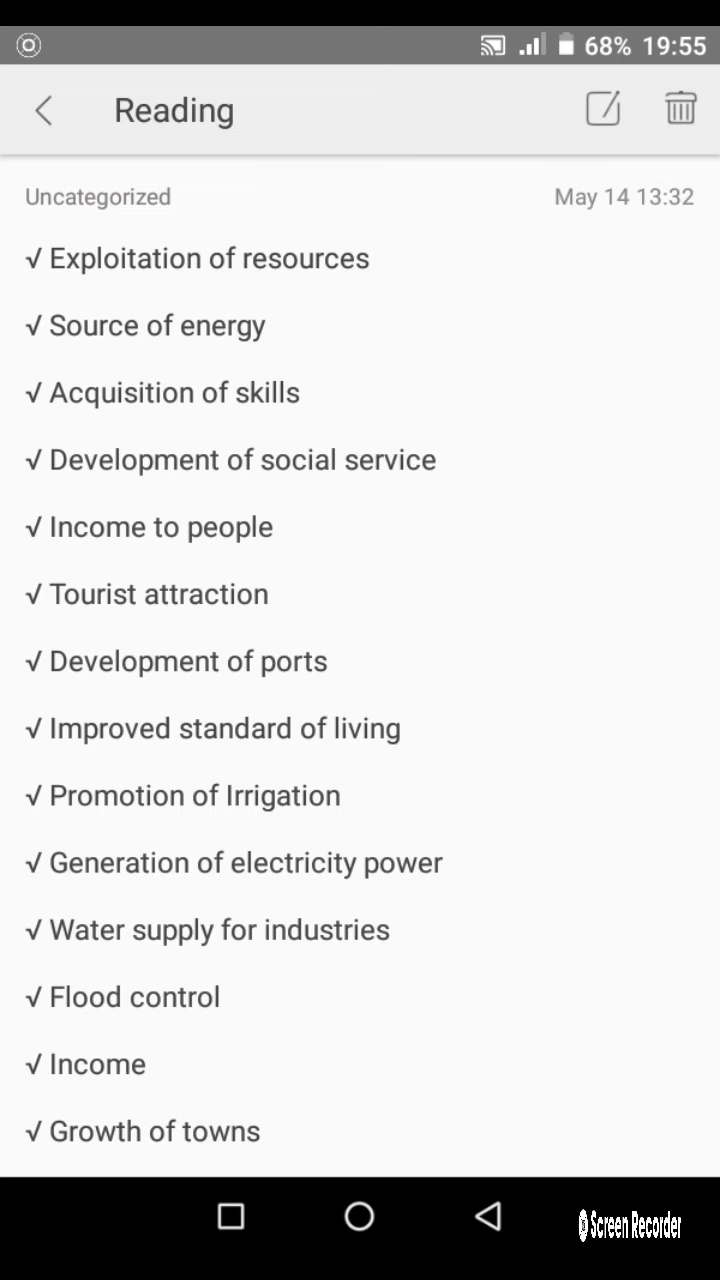 68% 19:55
Reading
Uncategorized May 14 13:32
√ Exploitation of resources
√ Source of energy
√ Acquisition of skills
√ Development of social service
√ Income to people
√ Tourist attraction
√ Development of ports
√ Improved standard of living
√ Promotion of Irrigation
√ Generation of electricity power
√ Water supply for industries
√ Flood control
√ Income
√ Growth of towns
Screen Recorder